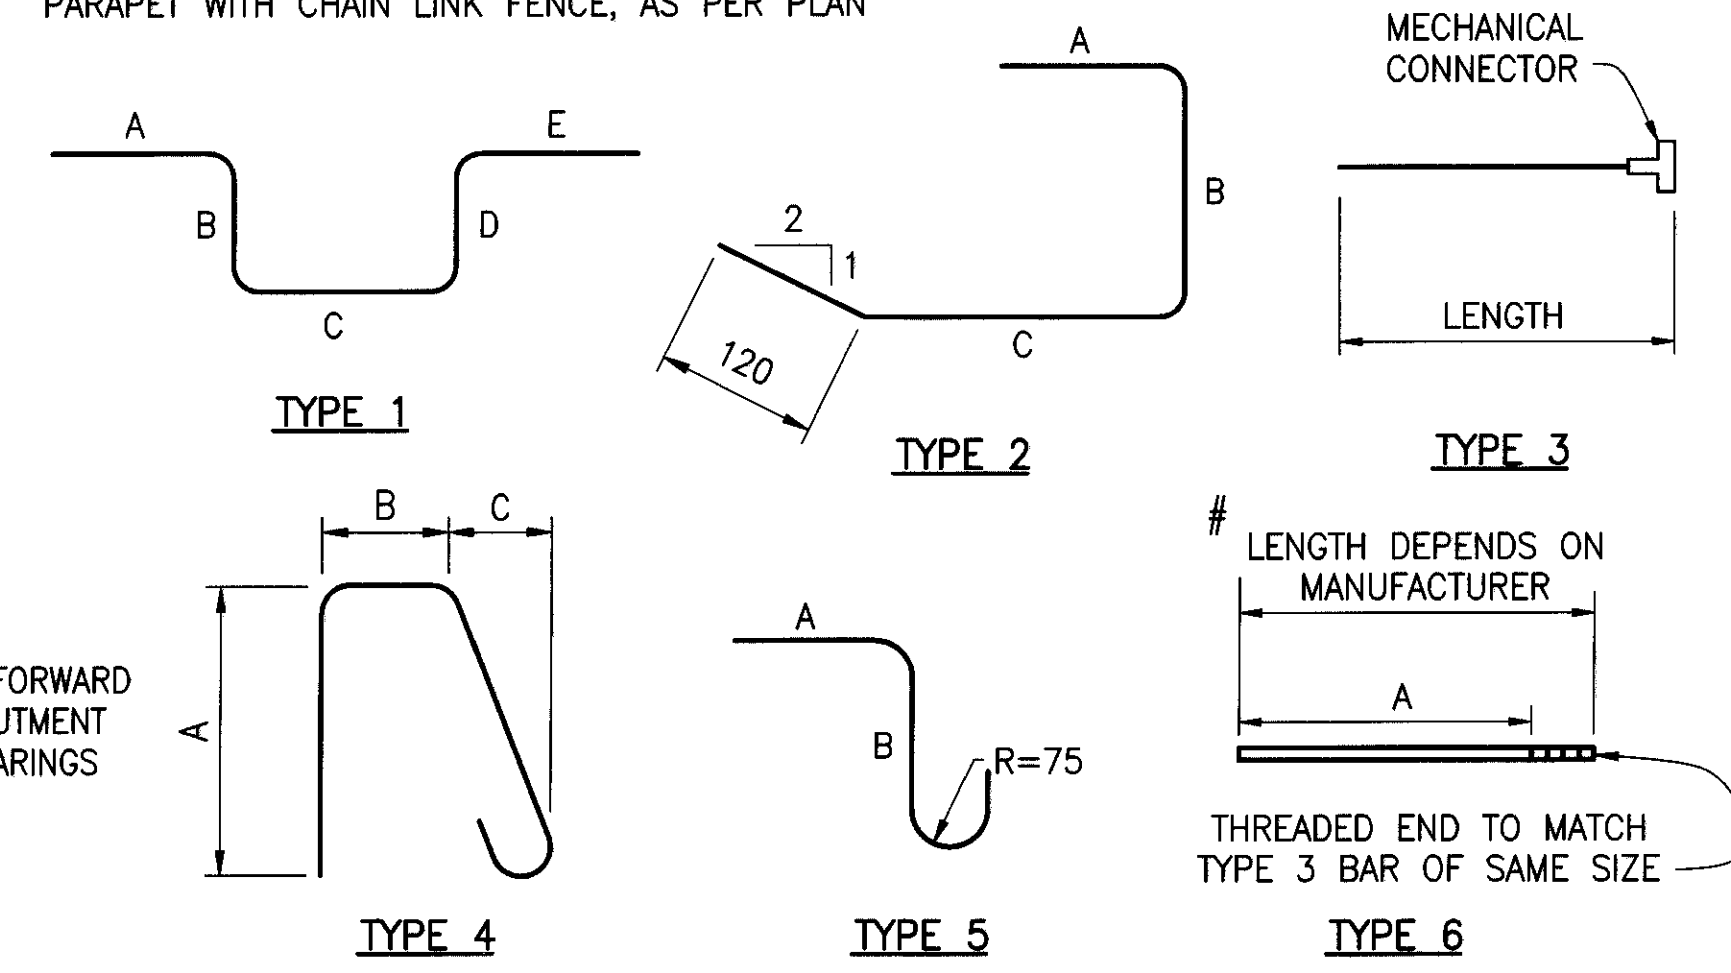 PARAPET WITH CHAIN LINK FENCE, AS PER PLAN
A
B
C
D
E
TYPE 1
A
B
C
2
1
120
TYPE 2
MECHANICAL
CONNECTOR
LENGTH
TYPE 3
FORWARD
UTMENT
ARINGS
A
B
C
TYPE 4
A
B
R=75
TYPE 5
#
LENGTH DEPENDS ON
MANUFACTURER
A
THREADED END TO MATCH
TYPE 3 BAR OF SAME SIZE
TYPE 6